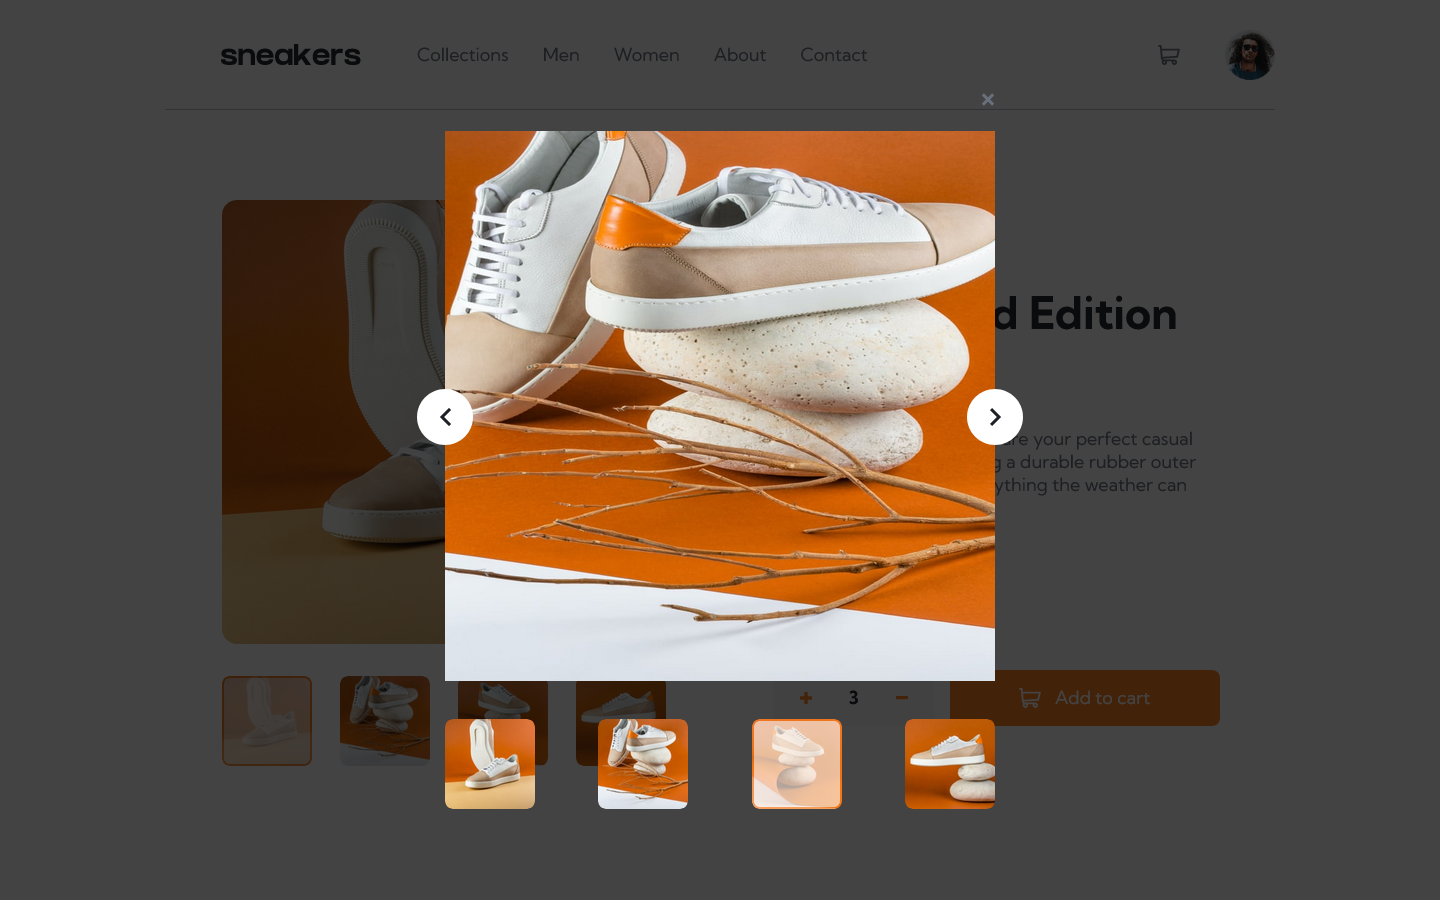 sneakers
Collections Men Women About Contact
d Edition
are your perfect casual
g a durable rubber outer
ything the weather can
3
Add to cart